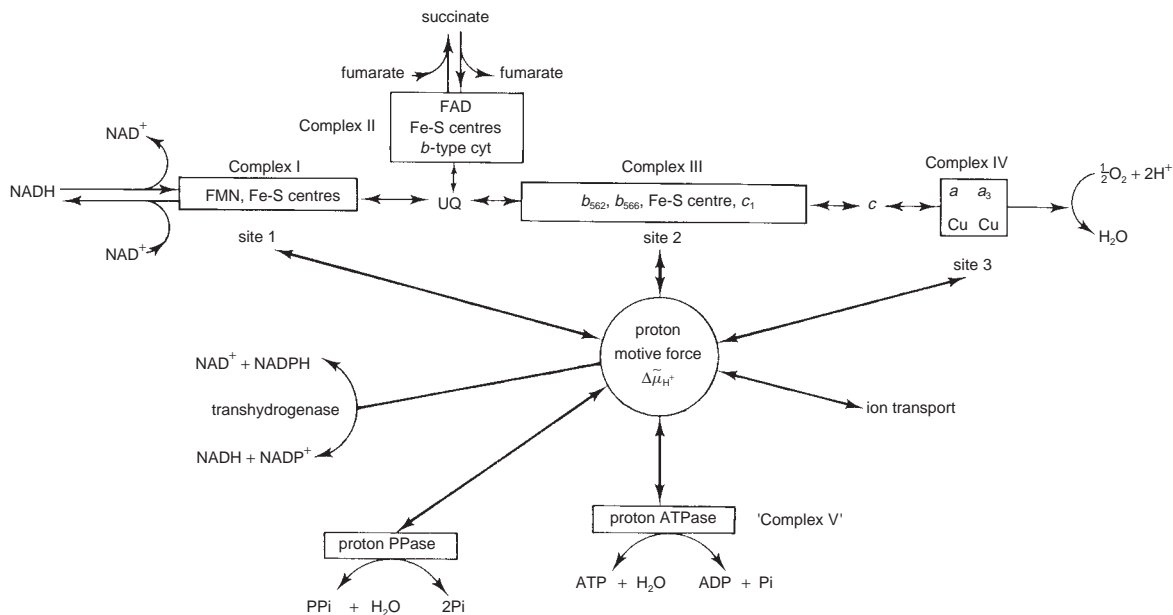 succinate
fumarate
fumarate
FAD
Fe-S centres
b-type cyt
Complex II
NAD⁺
Complex I
Complex III
Complex IV
NADH
FMN, Fe-S centres
UQ
b₅₆₂, b₅₆₆, Fe-S centre, c₁
c
a a₃
Cu Cu
½O₂ + 2H⁺
H₂O
NAD⁺
site 1
site 2
site 3
proton
motive force
Δμ̃H⁺
NAD⁺ + NADPH
transhydrogenase
NADH + NADP⁺
ion transport
proton ATPase
'Complex V'
proton PPase
ATP + H₂O
ADP + Pi
PPi + H₂O
2Pi